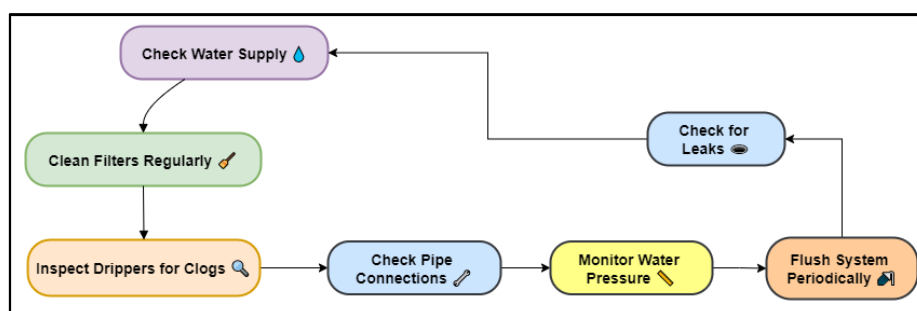 Check Water Supply 💧
Clean Filters Regularly 🧹
Inspect Drippers for Clogs 🔍
Check Pipe
Connections 🔧
Monitor Water
Pressure 📏
Flush System
Periodically 🚰
Check for
Leaks 🕳️